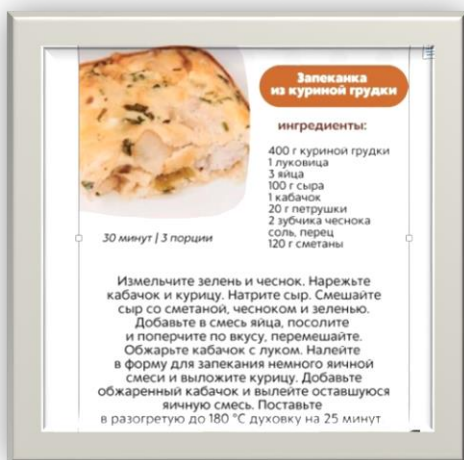 Запеканка
из куриной грудки
ингредиенты:
400 г куриной грудки
1 луковица
3 яйца
100 г сыра
1 кабачок
20 г петрушки
2 зубчика чеснока
соль, перец
120 г сметаны
30 минут | 3 порции
Измельчите зелень и чеснок. Нарежьте
кабачок и курицу. Натрите сыр. Смешайте
сыр со сметаной, чесноком и зеленью.
Добавьте в смесь яйца, посолите
и поперчите по вкусу, перемешайте.
Обжарьте кабачок с луком. Налейте
в форму для запекания немного яичной
смеси и выложите курицу. Добавьте
обжаренный кабачок и вылейте оставшуюся
яичную смесь. Поставьте
в разогретую до 180 °C духовку на 25 минут